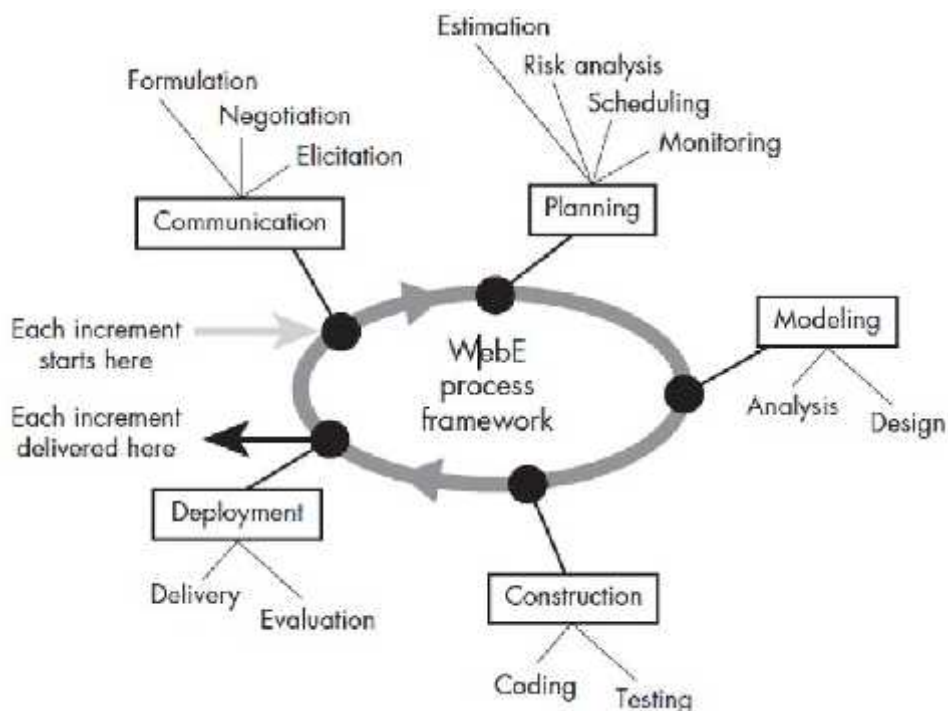 Estimation
Risk analysis
Scheduling
Monitoring
Planning
Formulation
Negotiation
Elicitation
Communication
Each increment
starts here
WebE
process
framework
Modeling
Analysis
Design
Each increment
delivered here
Deployment
Delivery
Evaluation
Construction
Coding
Testing